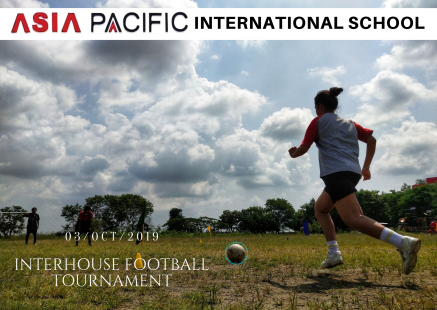 ASIA PACIFIC INTERNATIONAL SCHOOL
03/OCT/2019
INTERHOUSE FOOTBALL
TOURNAMENT